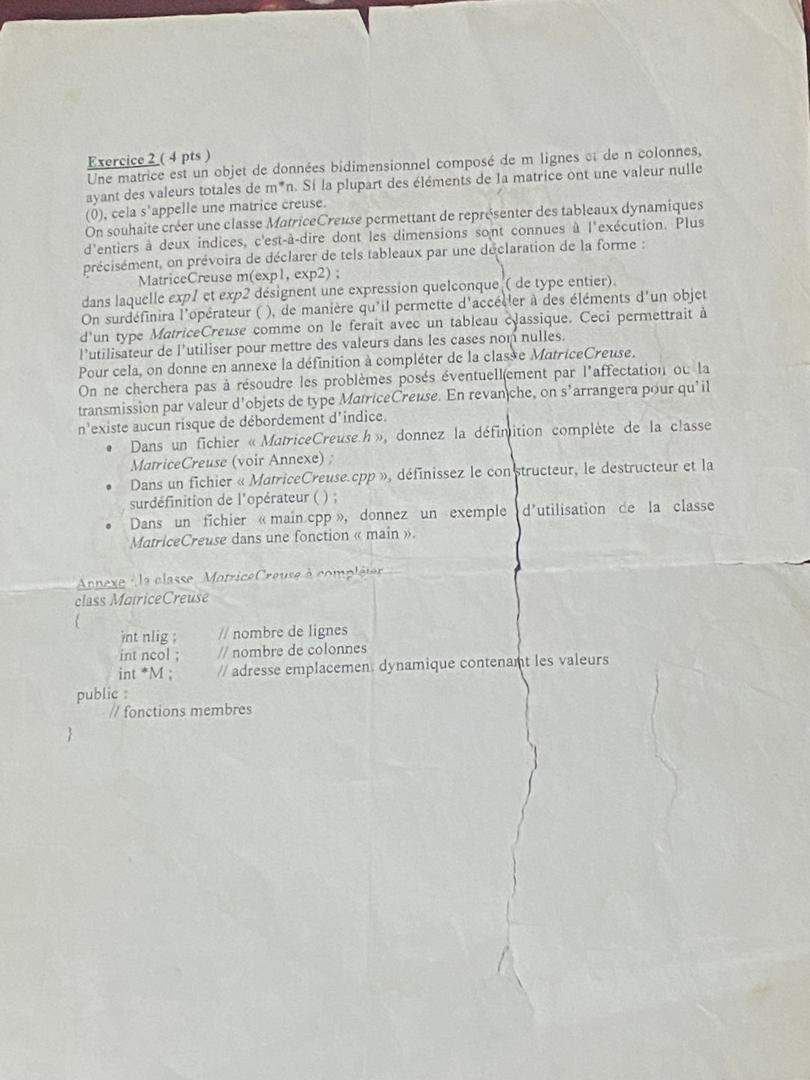 Exercice 2 ( 4 pts )
Une matrice est un objet de données bidimensionnel composé de m lignes et de n colonnes,
ayant des valeurs totales de m*n. Si la plupart des éléments de la matrice ont une valeur nulle
(0), cela s'appelle une matrice creuse.
On souhaite créer une classe MatriceCreuse permettant de représenter des tableaux dynamiques
d'entiers à deux indices, c'est-à-dire dont les dimensions sont connues à l'exécution. Plus
précisément, on prévoira de déclarer de tels tableaux par une déclaration de la forme :
MatriceCreuse m(exp1, exp2) ;
dans laquelle exp1 et exp2 désignent une expression quelconque ( de type entier).
On surdéfinira l'opérateur ( ), de manière qu'il permette d'accéder à des éléments d'un objet
d'un type MatriceCreuse comme on le ferait avec un tableau classique. Ceci permettrait à
l'utilisateur de l'utiliser pour mettre des valeurs dans les cases non nulles.
Pour cela, on donne en annexe la définition à compléter de la classe MatriceCreuse.
On ne cherchera pas à résoudre les problèmes posés éventuellement par l'affectation ou la
transmission par valeur d'objets de type MatriceCreuse. En revanche, on s'arrangera pour qu'il
n'existe aucun risque de débordement d'indice.
• Dans un fichier « MatriceCreuse.h », donnez la définition complète de la classe
MatriceCreuse (voir Annexe) ;
• Dans un fichier « MatriceCreuse.cpp », définissez le constructeur, le destructeur et la
surdéfinition de l'opérateur ( ) ;
• Dans un fichier « main.cpp », donnez un exemple d'utilisation de la classe
MatriceCreuse dans une fonction « main ».
Annexe : la classe MatriceCreuse à compléter
class MatriceCreuse
{
int nlig ; // nombre de lignes
int ncol ; // nombre de colonnes
int *M ; // adresse emplacement dynamique contenant les valeurs
public :
// fonctions membres
}